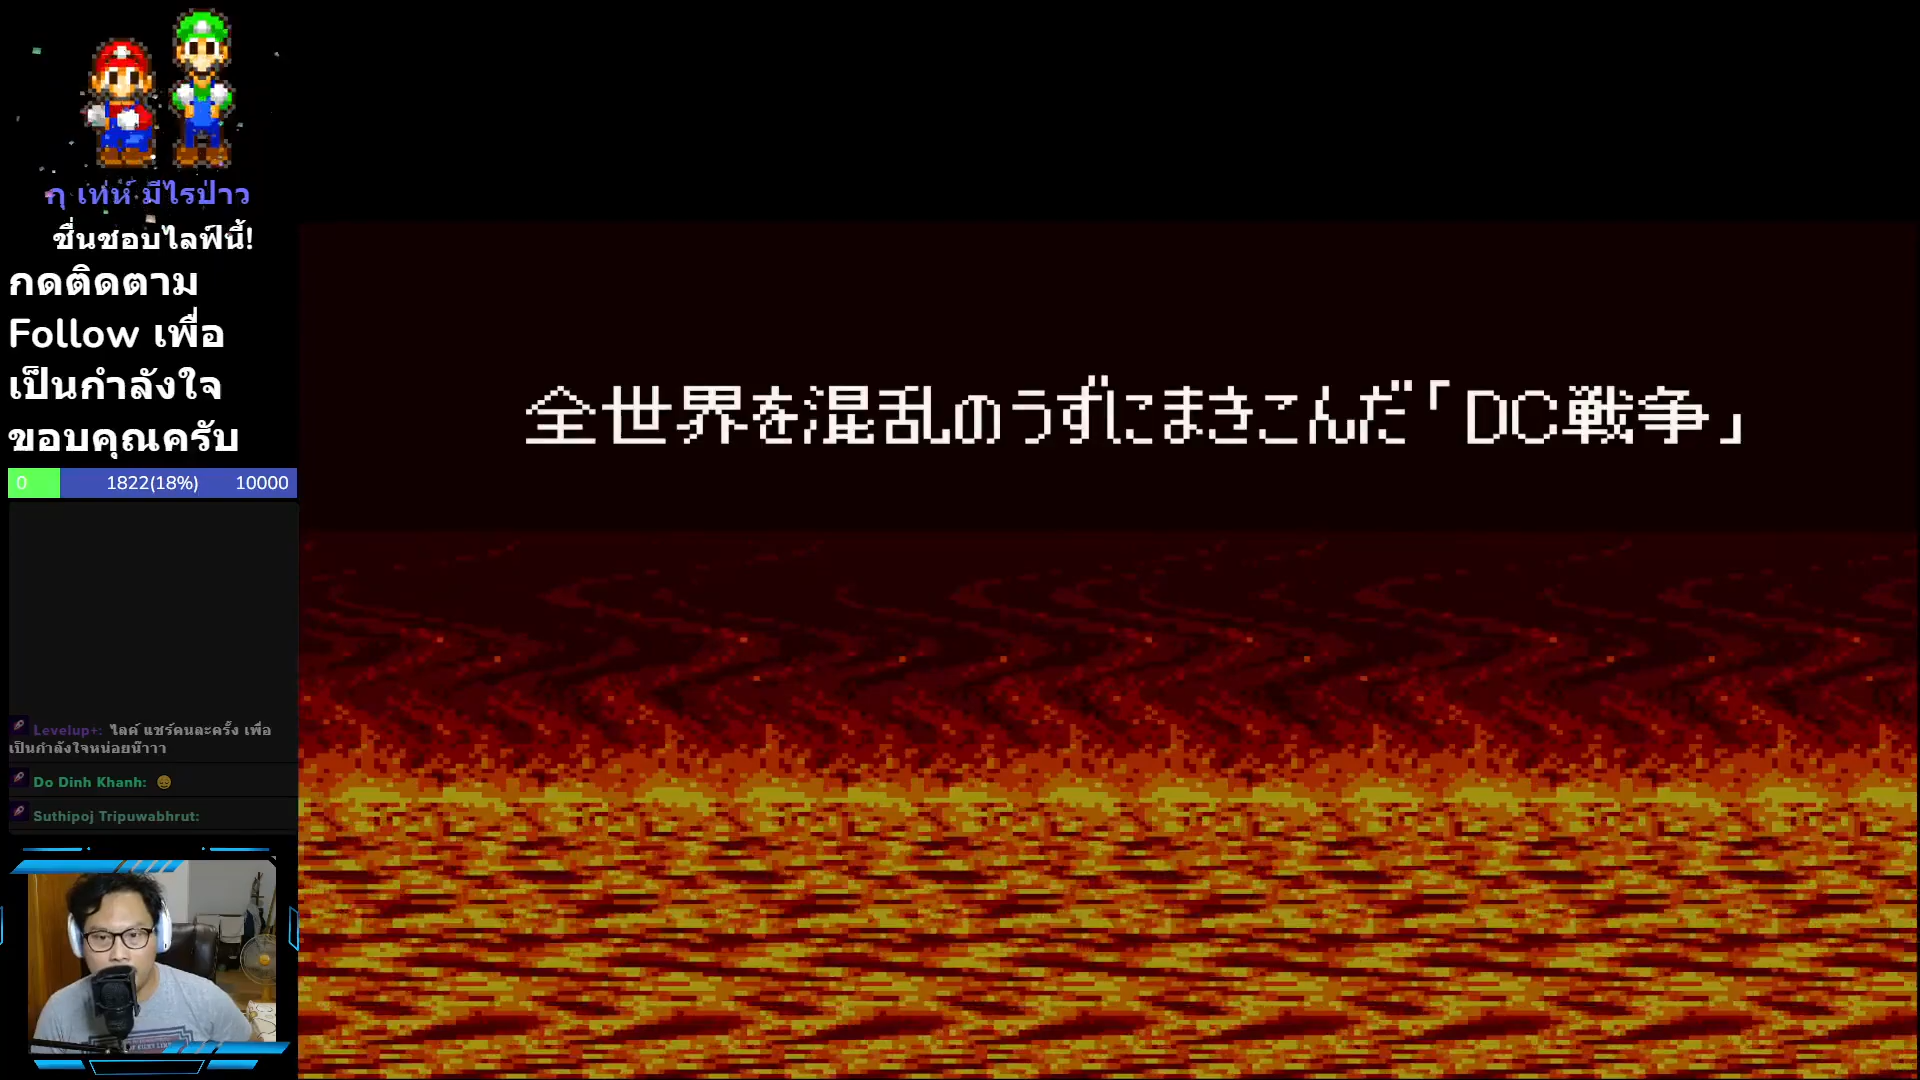 กุ เท่ห์ มีไรป่าว
ชื่นชอบไลฟ์นี้!
กดติดตาม
Follow เพื่อ
เป็นกำลังใจ
ขอบคุณครับ
0 1822(18%) 10000
全世界を混乱のうずにまきこんだ「DC戦争」
Levelup+: ไลค์ แชร์คนละครั้ง เพื่อ
เป็นกำลังใจหน่อยน๊าาา
Do Dinh Khanh: 😄
Suthipoj Tripuwabhrut: